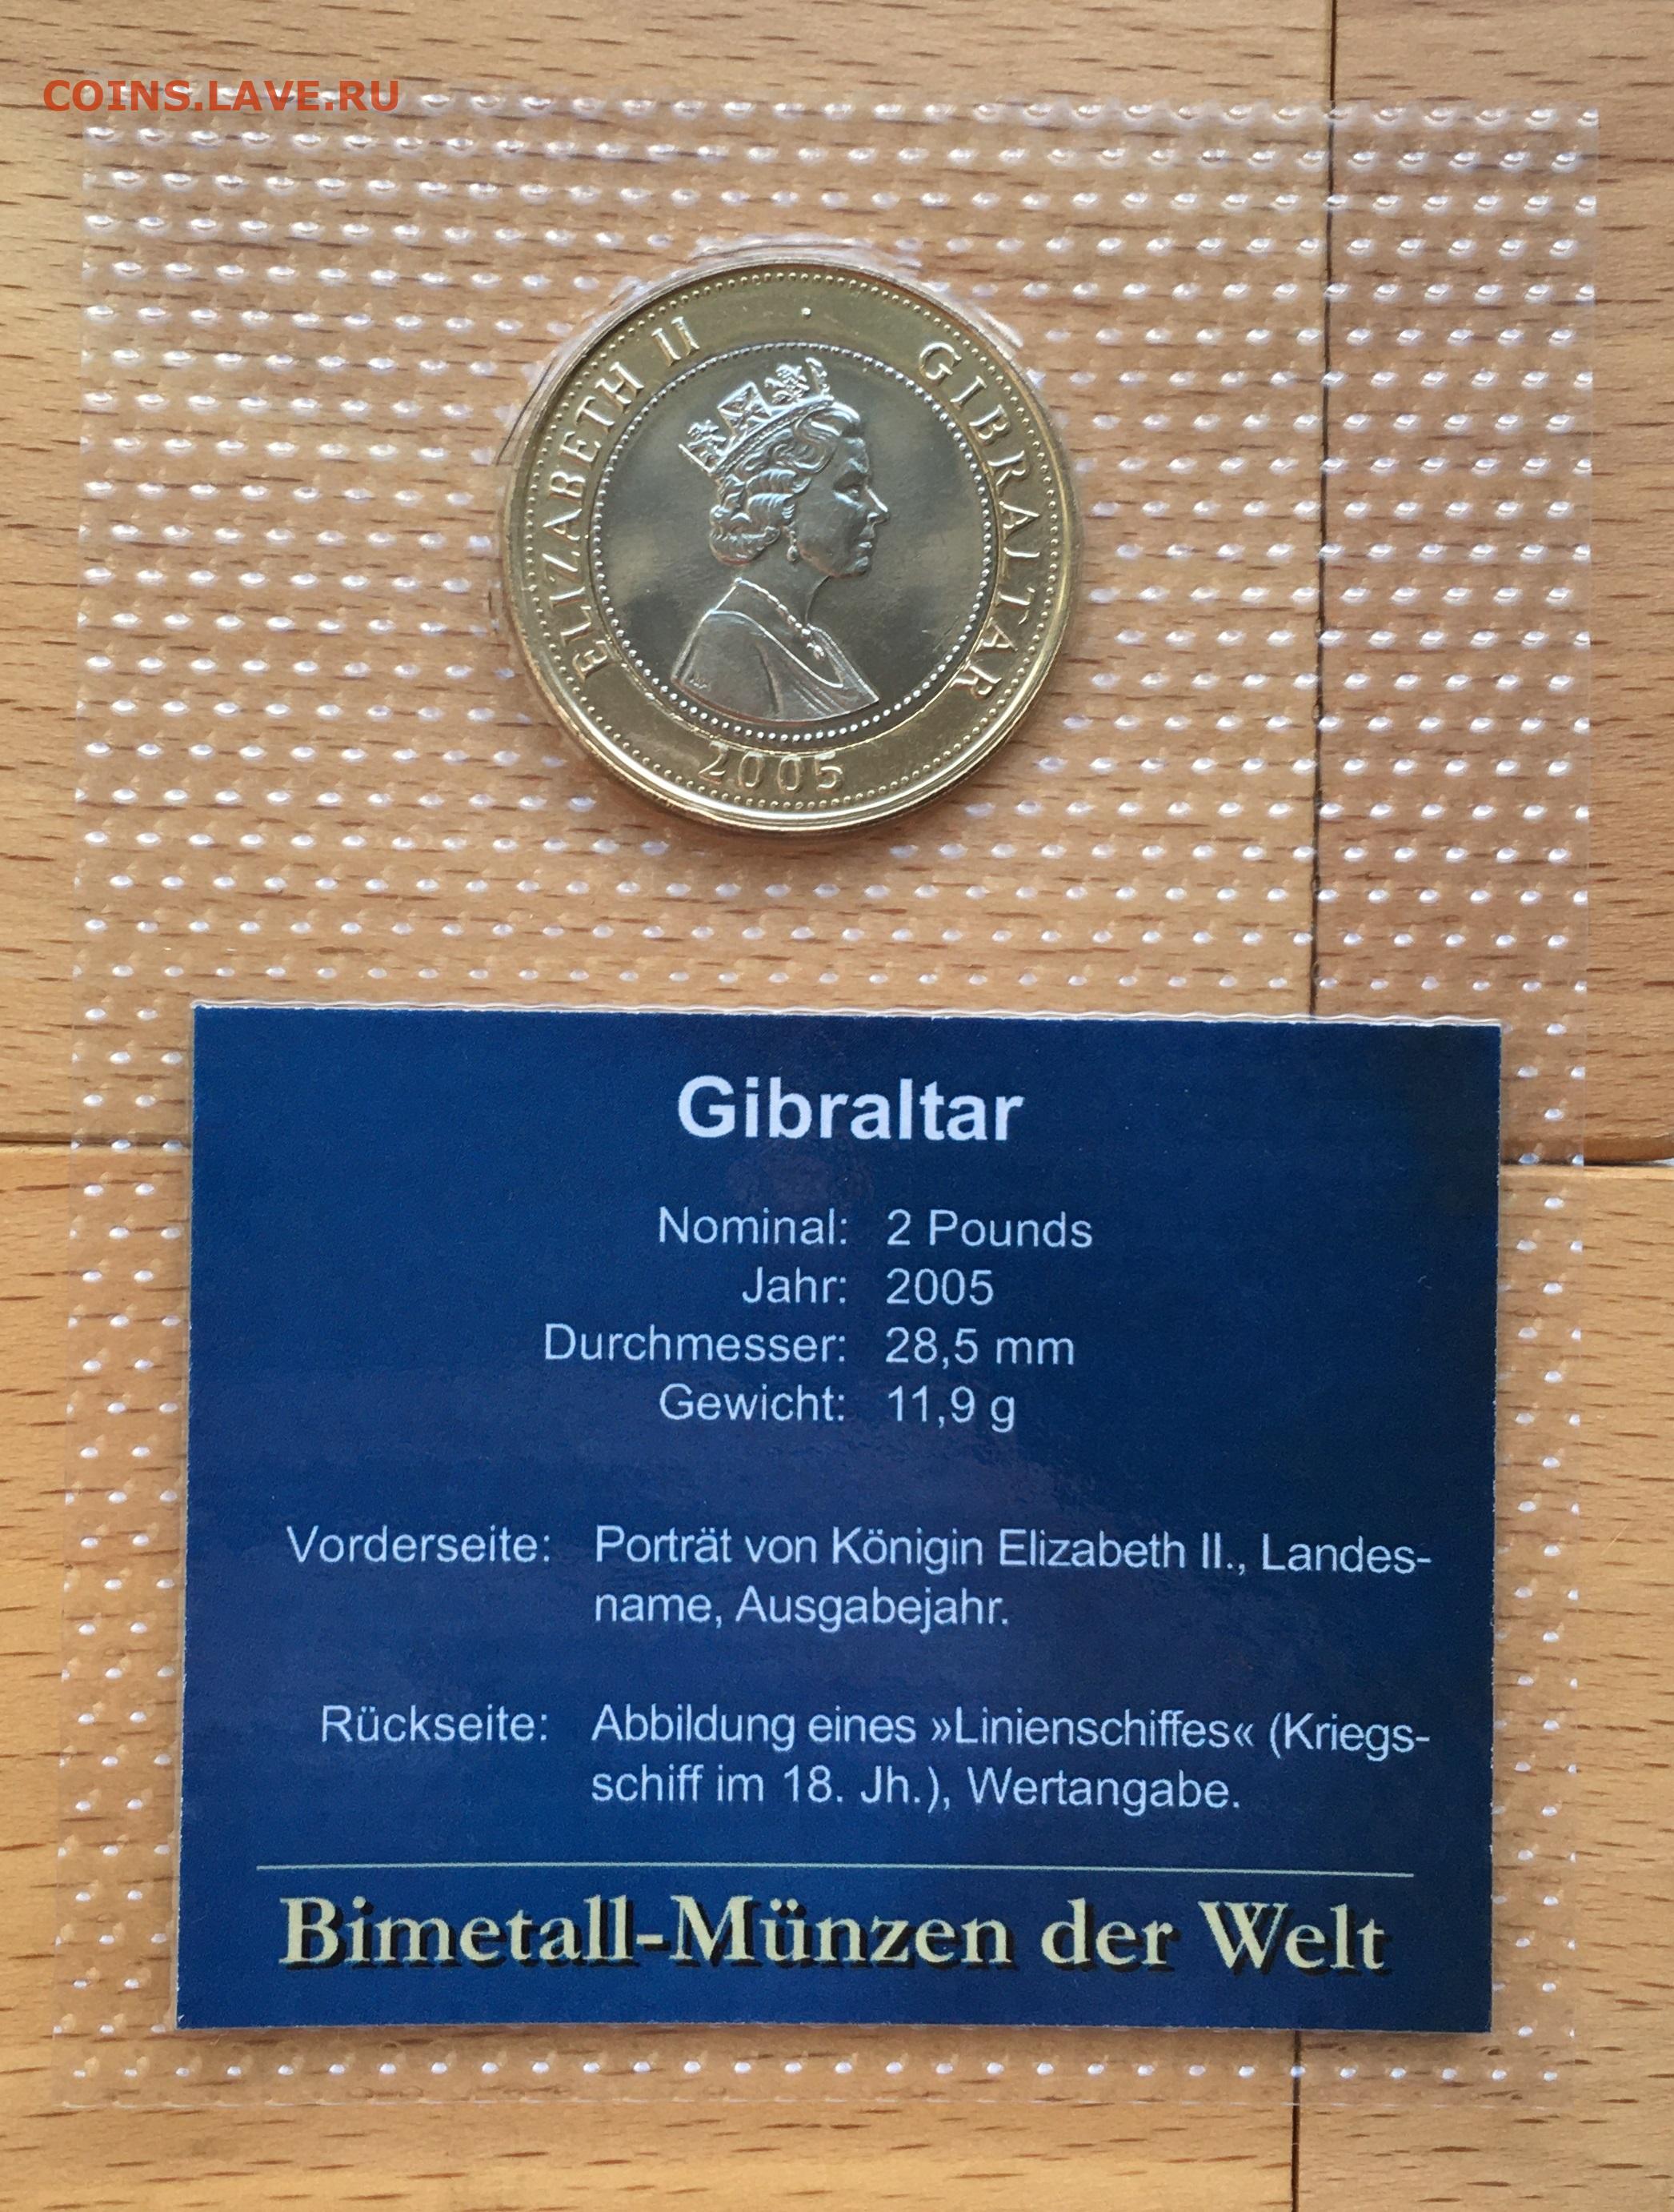 COINS.LAVE.RU
ELIZABETH II · GIBRALTAR
2005
Gibraltar
Nominal: 2 Pounds
Jahr: 2005
Durchmesser: 28,5 mm
Gewicht: 11,9 g
Vorderseite: Porträt von Königin Elizabeth II., Landes-
name, Ausgabejahr.
Rückseite: Abbildung eines »Linienschiffes« (Kriegs-
schiff im 18. Jh.), Wertangabe.
Bimetall-Münzen der Welt